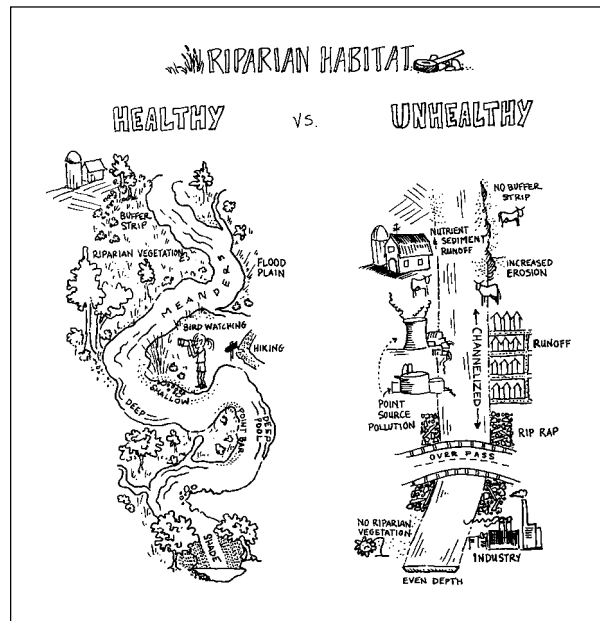 RIPARIAN HABITAT
HEALTHY
VS.
UNHEALTHY
BUFFER
STRIP
RIPARIAN VEGETATION
MEANDERS
FLOOD
PLAIN
BIRD WATCHING
HIKING
SHALLOW
DEEP
POINT BAR
DEEP
POOL
SHADE
NO BUFFER
STRIP
NUTRIENT
SEDIMENT
RUNOFF
INCREASED
EROSION
CHANNELIZED
RUNOFF
POINT
SOURCE
POLLUTION
RIP RAP
OVER PASS
NO RIPARIAN
VEGETATION
INDUSTRY
EVEN DEPTH